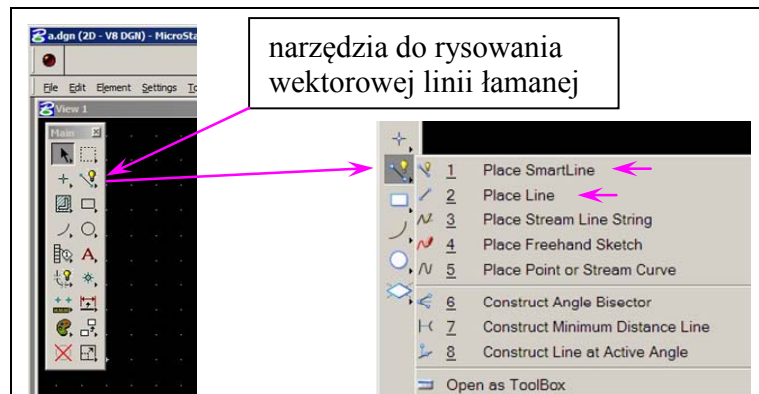 a.dgn (2D - V8 DGN) - MicroSta
File Edit Element Settings To
View 1
Main
A
narzędzia do rysowania
wektorowej linii łamanej
1 Place SmartLine
2 Place Line
3 Place Stream Line String
4 Place Freehand Sketch
5 Place Point or Stream Curve
6 Construct Angle Bisector
7 Construct Minimum Distance Line
8 Construct Line at Active Angle
Open as ToolBox